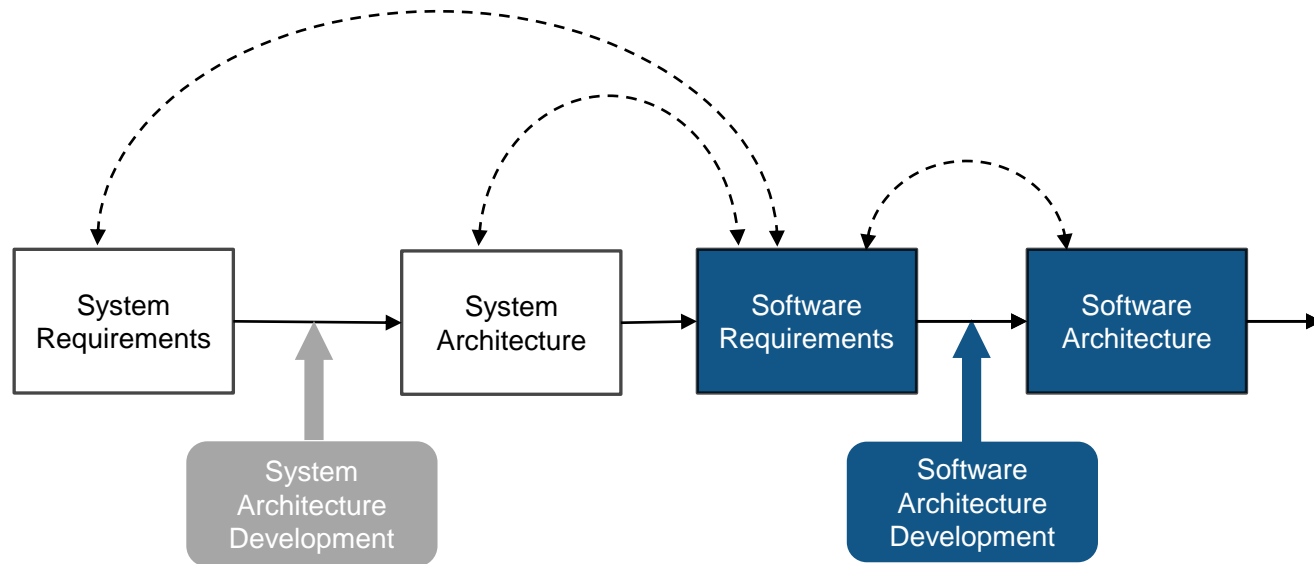 System
Requirements
System
Architecture
Software
Requirements
Software
Architecture
System
Architecture
Development
Software
Architecture
Development